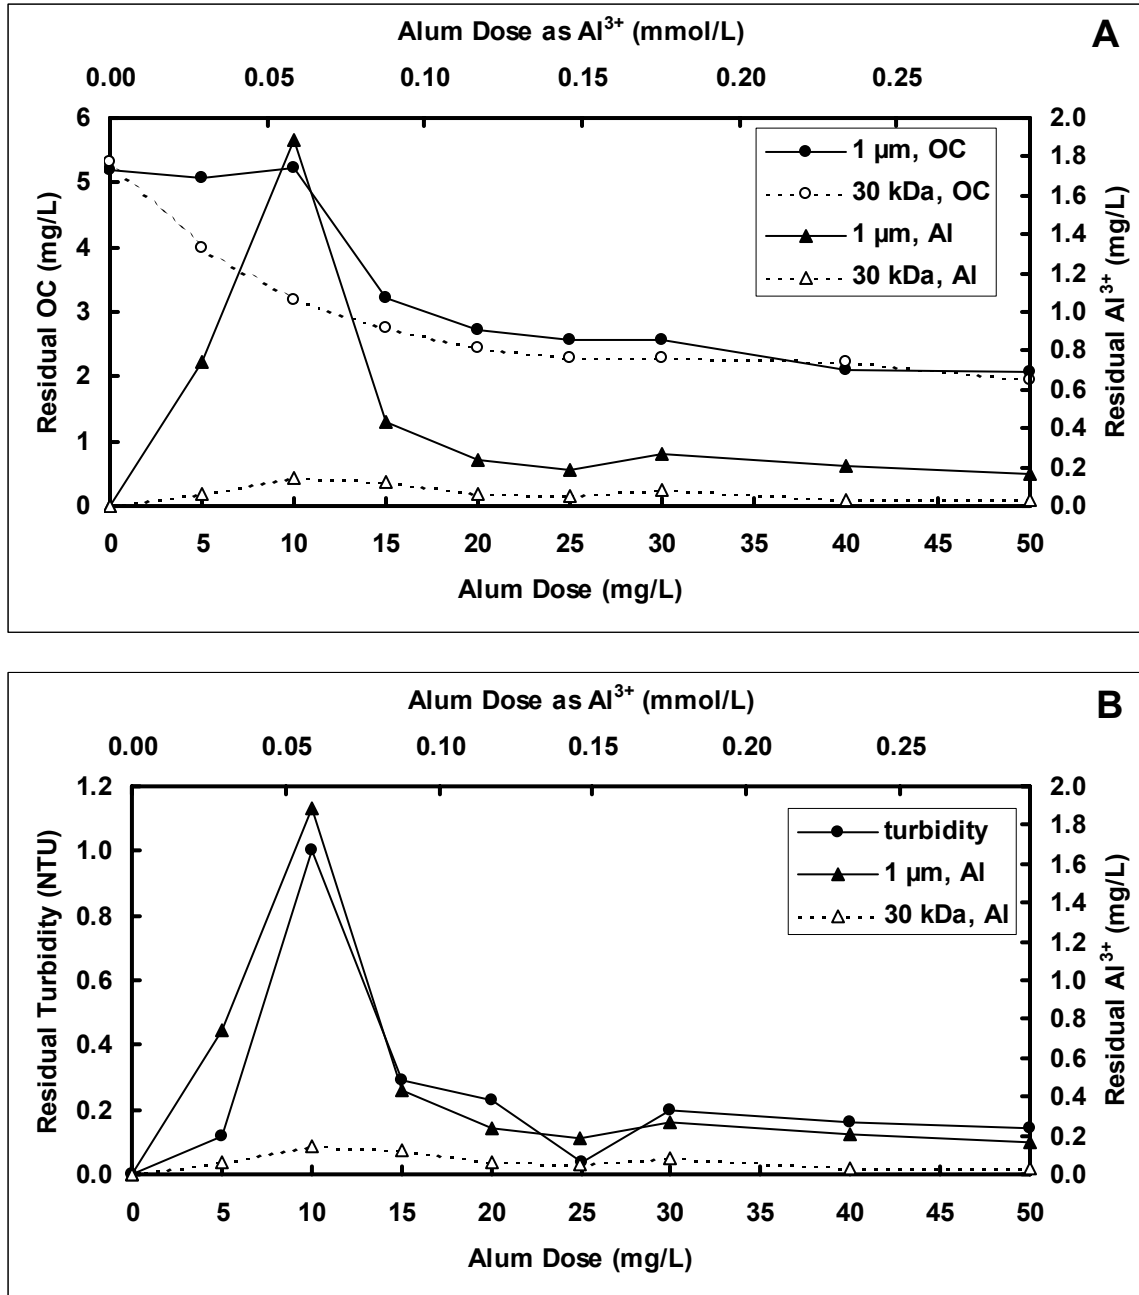 Alum Dose as Al³⁺ (mmol/L)
A
0.00 0.05 0.10 0.15 0.20 0.25
6 2.0
5 1.8
4 1.6
3 1.4
2 1.2
1 1.0
0 0.8
0.6
0.4
0.2
0.0
Residual OC (mg/L)
Residual Al³⁺ (mg/L)
1 µm, OC
30 kDa, OC
1 µm, Al
30 kDa, Al
0 5 10 15 20 25 30 35 40 45 50
Alum Dose (mg/L)
Alum Dose as Al³⁺ (mmol/L)
B
0.00 0.05 0.10 0.15 0.20 0.25
1.2 2.0
1.0 1.8
0.8 1.6
0.6 1.4
0.4 1.2
0.2 1.0
0.0 0.8
0.6
0.4
0.2
0.0
Residual Turbidity (NTU)
Residual Al³⁺ (mg/L)
turbidity
1 µm, Al
30 kDa, Al
0 5 10 15 20 25 30 35 40 45 50
Alum Dose (mg/L)